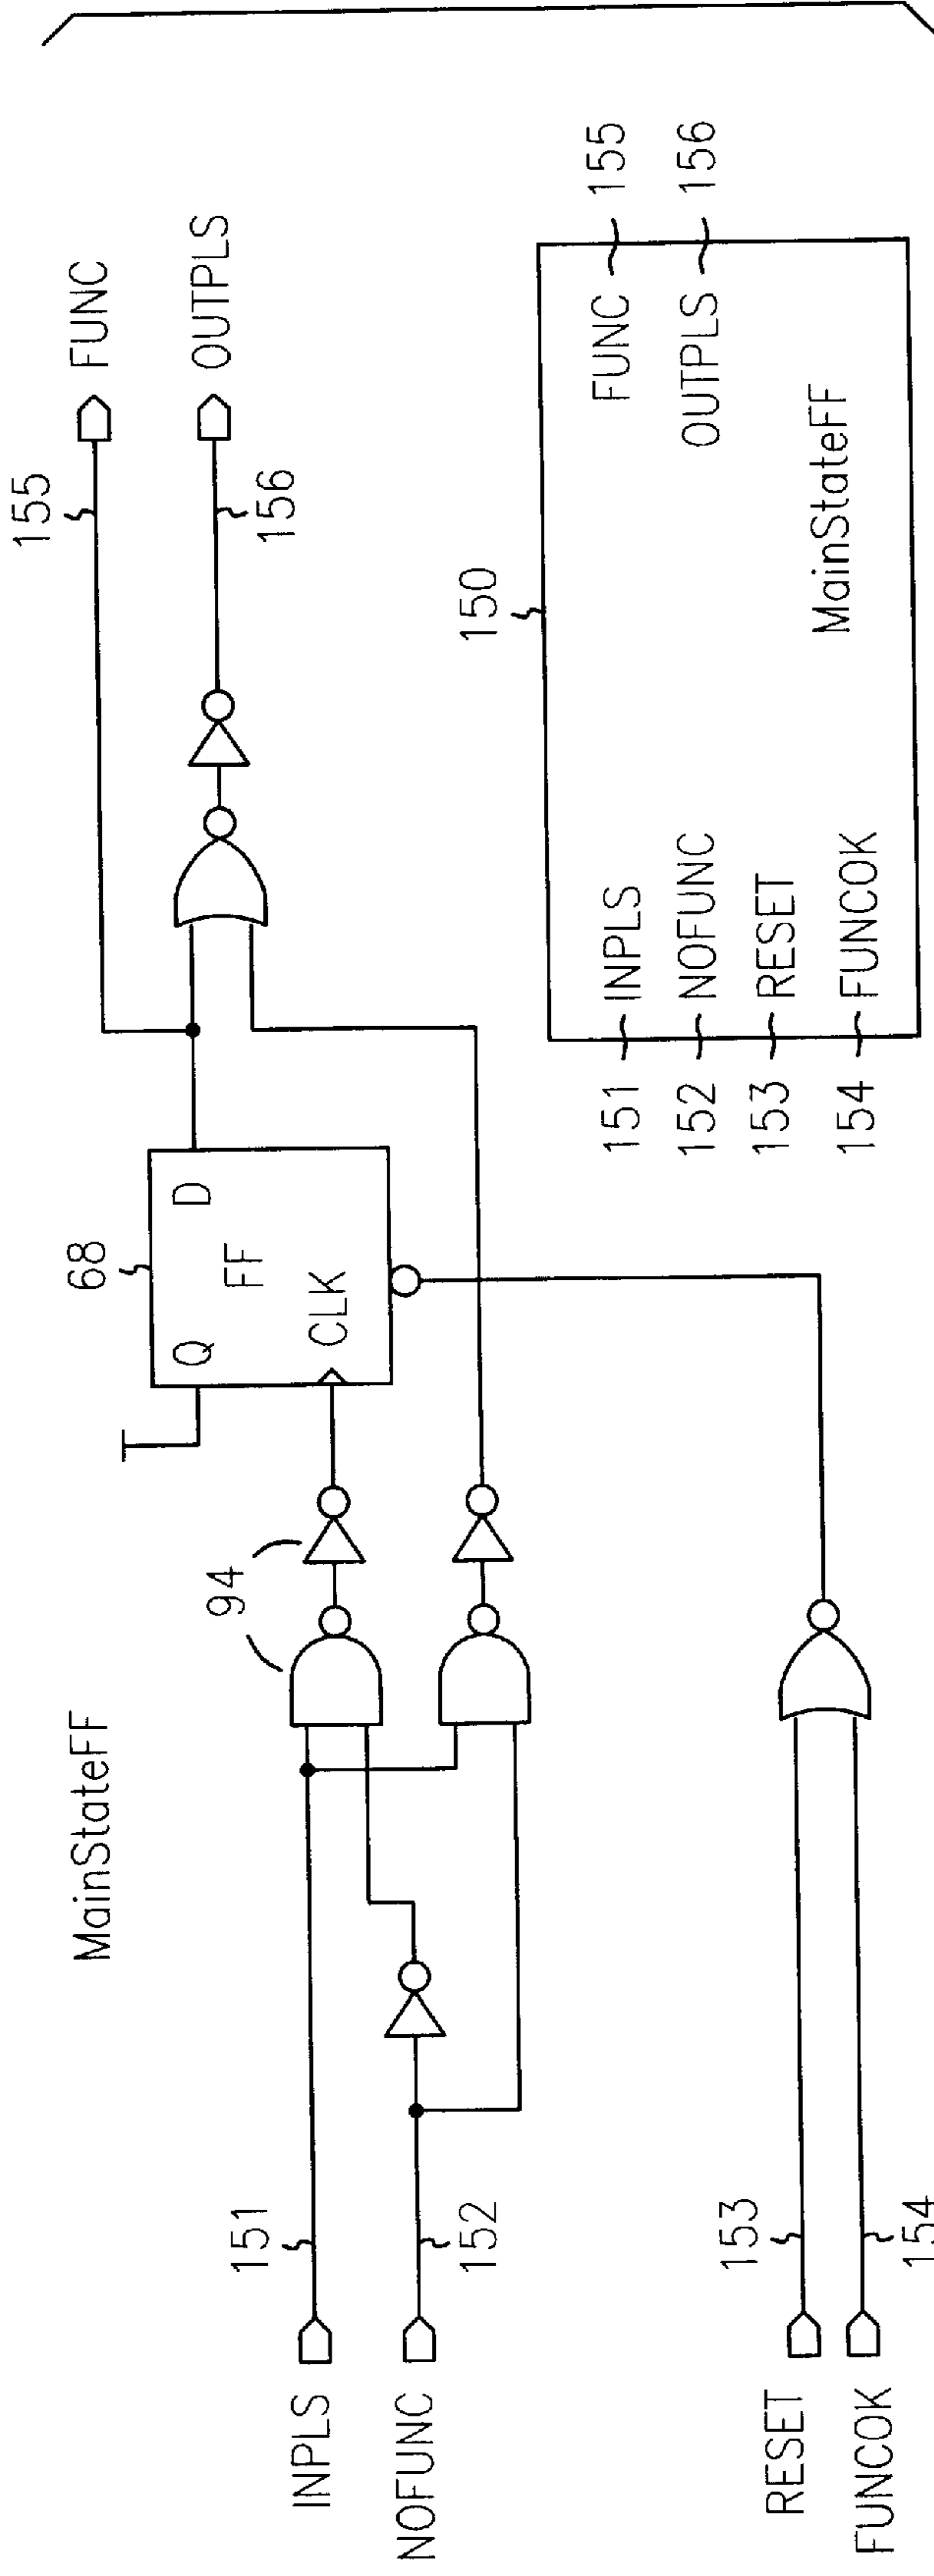 MainStateFF
INPLS
151
NOFUNC
152
94
68
Q
D
FF
CLK
155
FUNC
OUTPLS
156
RESET
153
FUNCOK
154
150
151
INPLS
152
NOFUNC
153
RESET
154
FUNCOK
FUNC
155
OUTPLS
156
MainStateFF